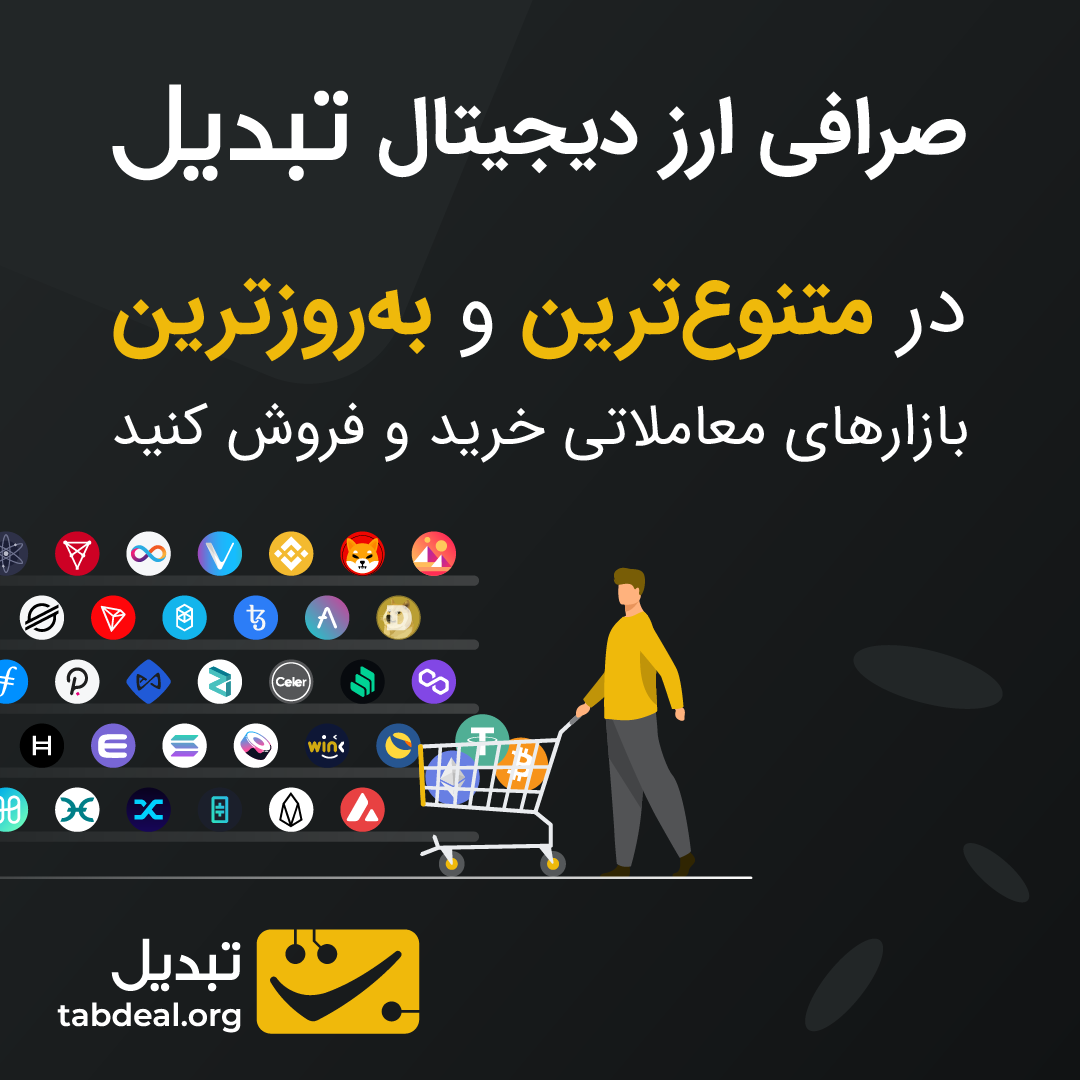 صرافی ارز دیجیتال تبدیل
در متنوع‌ترین و به‌روزترین
بازارهای معاملاتی خرید و فروش کنید
Celer
WIN
تبدیل
tabdeal.org